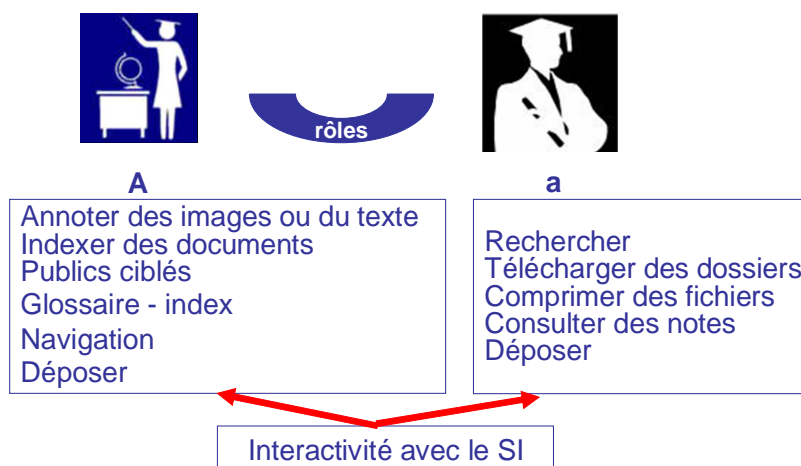 rôles
A
Annoter des images ou du texte
Indexer des documents
Publics ciblés
Glossaire - index
Navigation
Déposer
a
Rechercher
Télécharger des dossiers
Comprimer des fichiers
Consulter des notes
Déposer
Interactivité avec le SI